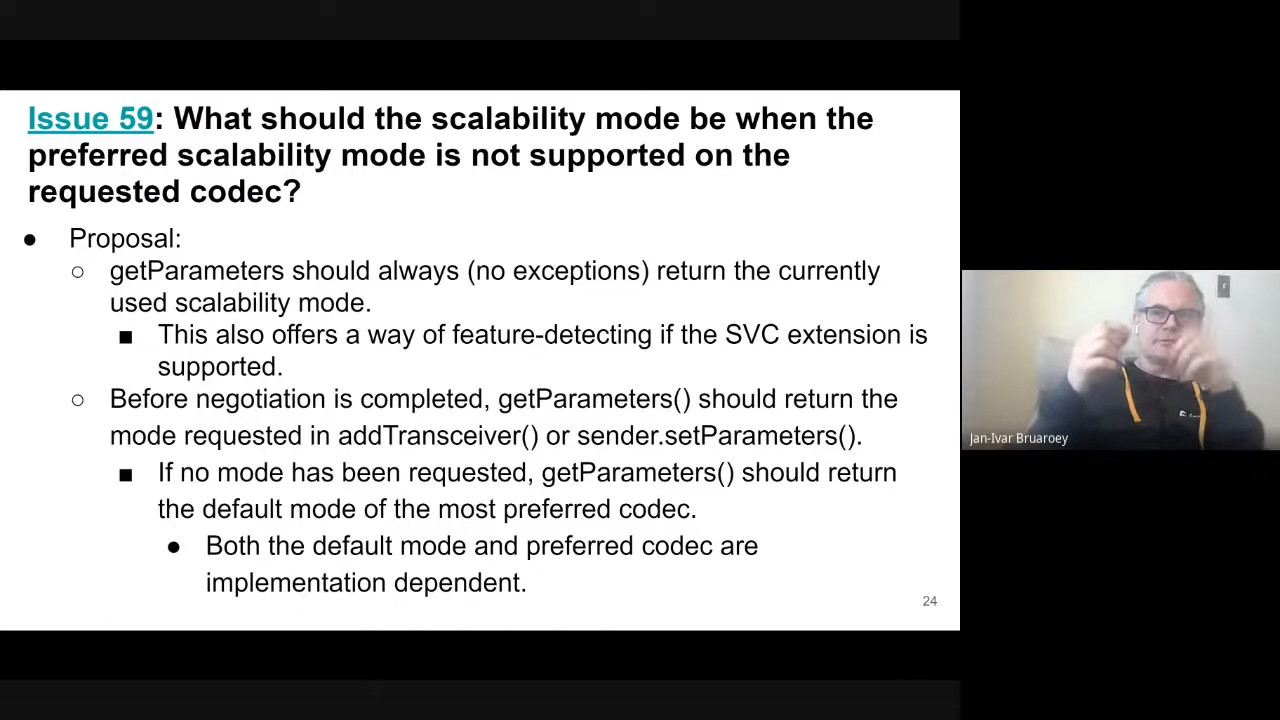 Issue 59: What should the scalability mode be when the
preferred scalability mode is not supported on the
requested codec?
● Proposal:
○ getParameters should always (no exceptions) return the currently
used scalability mode.
■ This also offers a way of feature-detecting if the SVC extension is
supported.
○ Before negotiation is completed, getParameters() should return the
mode requested in addTransceiver() or sender.setParameters().
■ If no mode has been requested, getParameters() should return
the default mode of the most preferred codec.
● Both the default mode and preferred codec are
implementation dependent.
24
Jan-Ivar Bruaroey